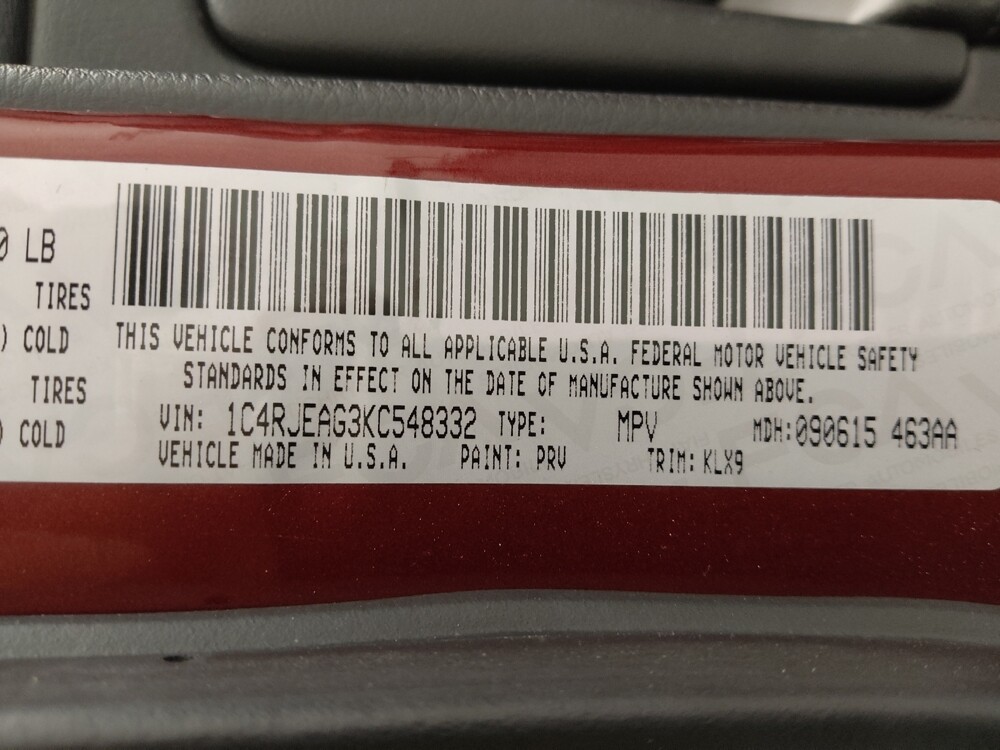 0 LB
TIRES
) COLD
TIRES
) COLD
THIS VEHICLE CONFORMS TO ALL APPLICABLE U.S.A. FEDERAL MOTOR VEHICLE SAFETY
STANDARDS IN EFFECT ON THE DATE OF MANUFACTURE SHOWN ABOVE.
VIN: 1C4RJEAG3KC548332 TYPE: MPV MDH:090615 463AA
VEHICLE MADE IN U.S.A. PAINT: PRV TRIM: KLX9